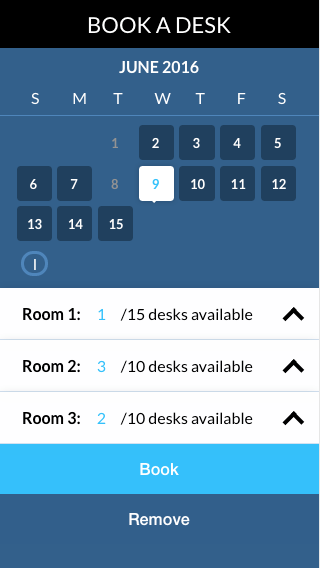 BOOK A DESK
JUNE 2016
S M T W T F S
1 2 3 4 5
6 7 8 9 10 11 12
13 14 15
Room 1: 1 /15 desks available
Room 2: 3 /10 desks available
Room 3: 2 /10 desks available
Book
Remove